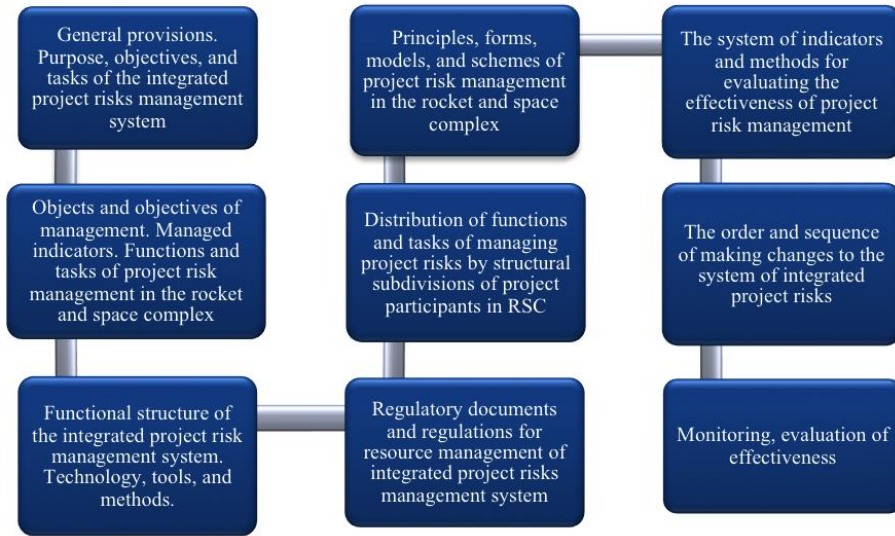 General provisions.
Purpose, objectives, and
tasks of the integrated
project risks management
system
Objects and objectives of
management. Managed
indicators. Functions and
tasks of project risk
management in the rocket
and space complex
Functional structure of
the integrated project risk
management system.
Technology, tools, and
methods.
Regulatory documents
and regulations for
resource management of
integrated project risks
management system
Distribution of functions
and tasks of managing
project risks by structural
subdivisions of project
participants in RSC
Principles, forms,
models, and schemes of
project risk management
in the rocket and space
complex
The system of indicators
and methods for
evaluating the
effectiveness of project
risk management
The order and sequence
of making changes to the
system of integrated
project risks
Monitoring, evaluation of
effectiveness